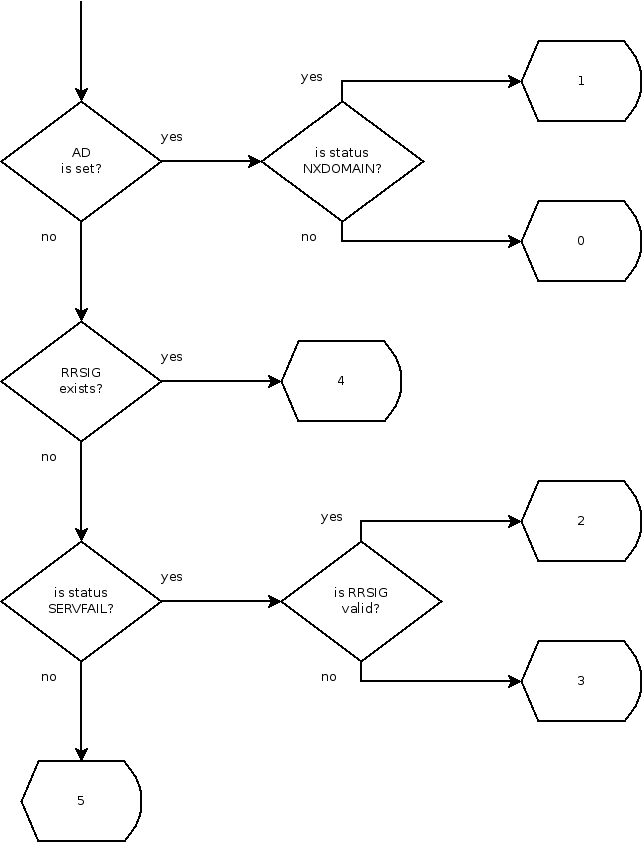 yes
1
AD
is set?
yes
is status
NXDOMAIN?
no
no
0
RRSIG
exists?
yes
4
no
yes
2
is status
SERVFAIL?
yes
is RRSIG
valid?
no
no
3
5